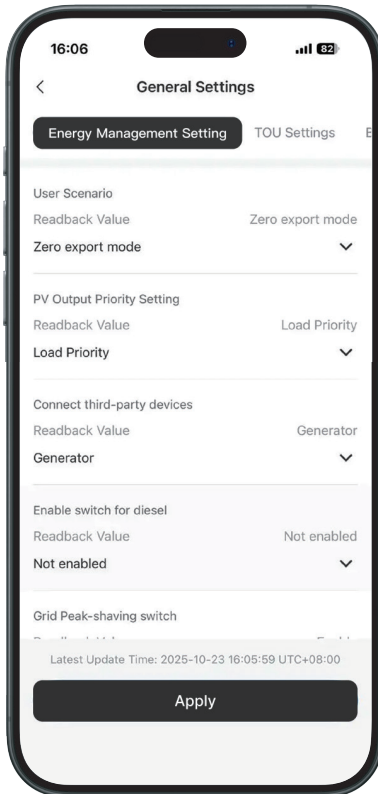 16:06
82
General Settings
Energy Management Setting TOU Settings
User Scenario
Readback Value Zero export mode
Zero export mode
PV Output Priority Setting
Readback Value Load Priority
Load Priority
Connect third-party devices
Readback Value Generator
Generator
Enable switch for diesel
Readback Value Not enabled
Not enabled
Grid Peak-shaving switch
Latest Update Time: 2025-10-23 16:05:59 UTC+08:00
Apply